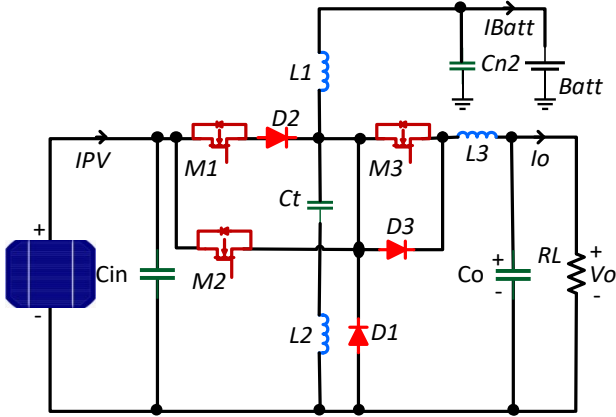 IBatt
L1
Cn2
Batt
D2
IPV
M1
M3
L3
Io
Ct
D3
+
M2
Cin
Co
+
-
RL
+
Vo
-
-
L2
D1